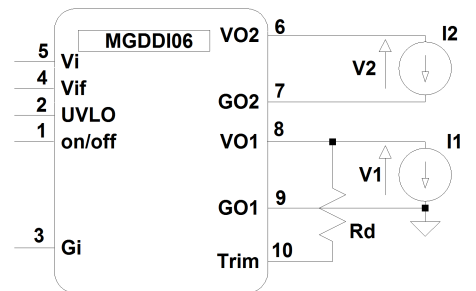 MGDDI06
5 Vi
4 Vif
2 UVLO
1 on/off
3 Gi
VO2 6
GO2 7
VO1 8
GO1 9
Trim 10
V2
I2
V1
I1
Rd